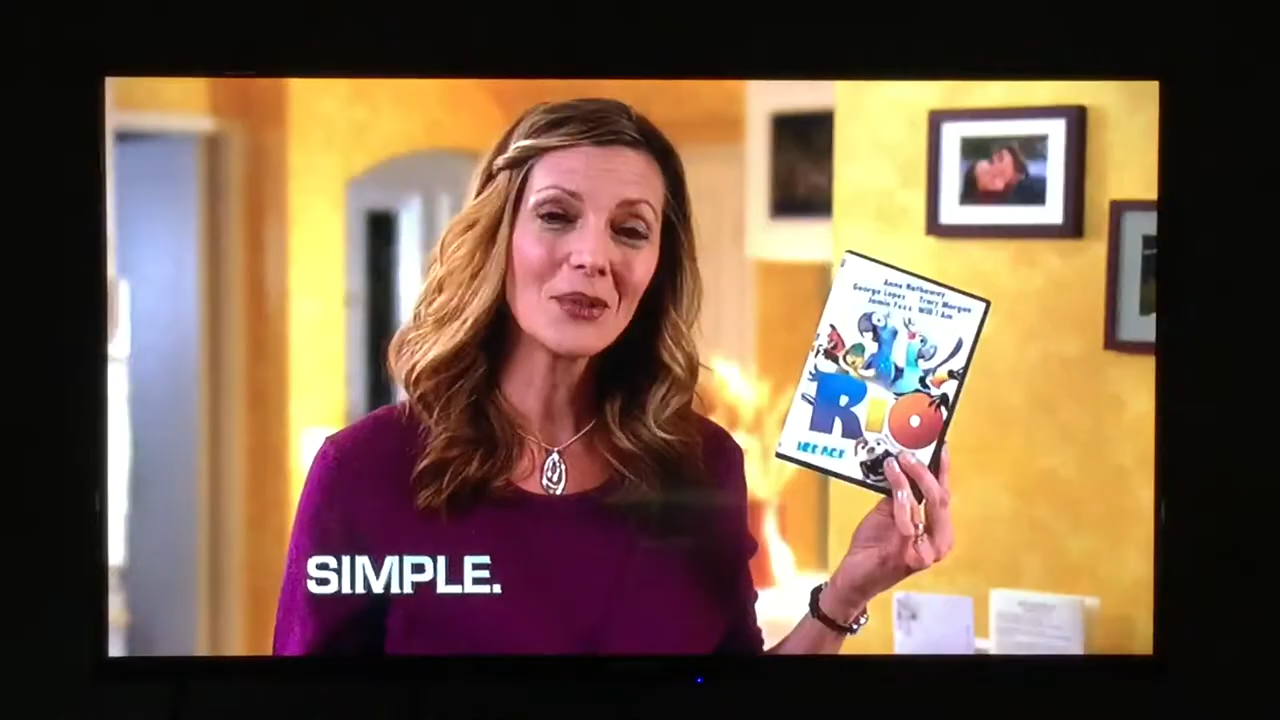 Anne Hathaway
George Lopez Tracy Morgan
Jamie Foxx Will I Am
RIO
SIMPLE.